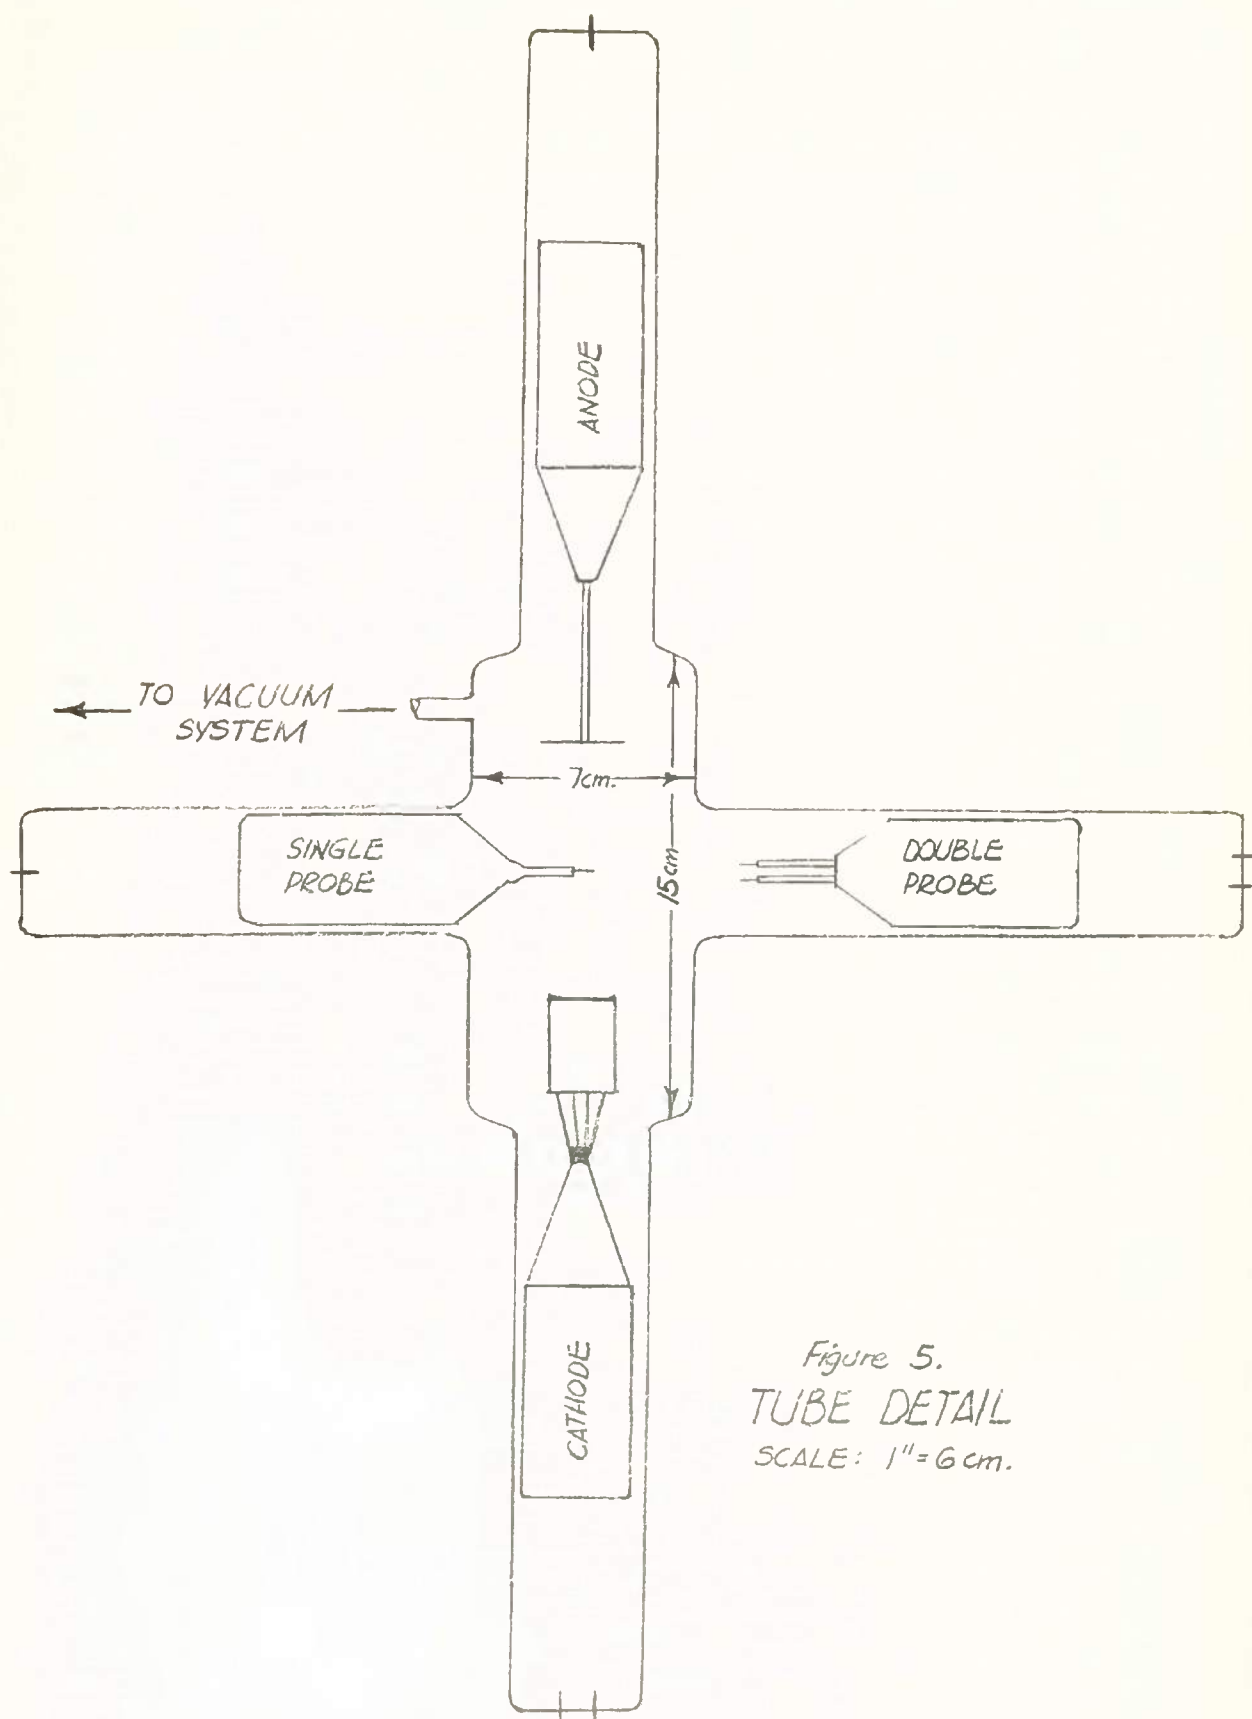 ANODE
TO VACUUM
SYSTEM
7cm.
SINGLE
PROBE
15cm
DOUBLE
PROBE
CATHODE
Figure 5.
TUBE DETAIL
SCALE: 1"=6cm.